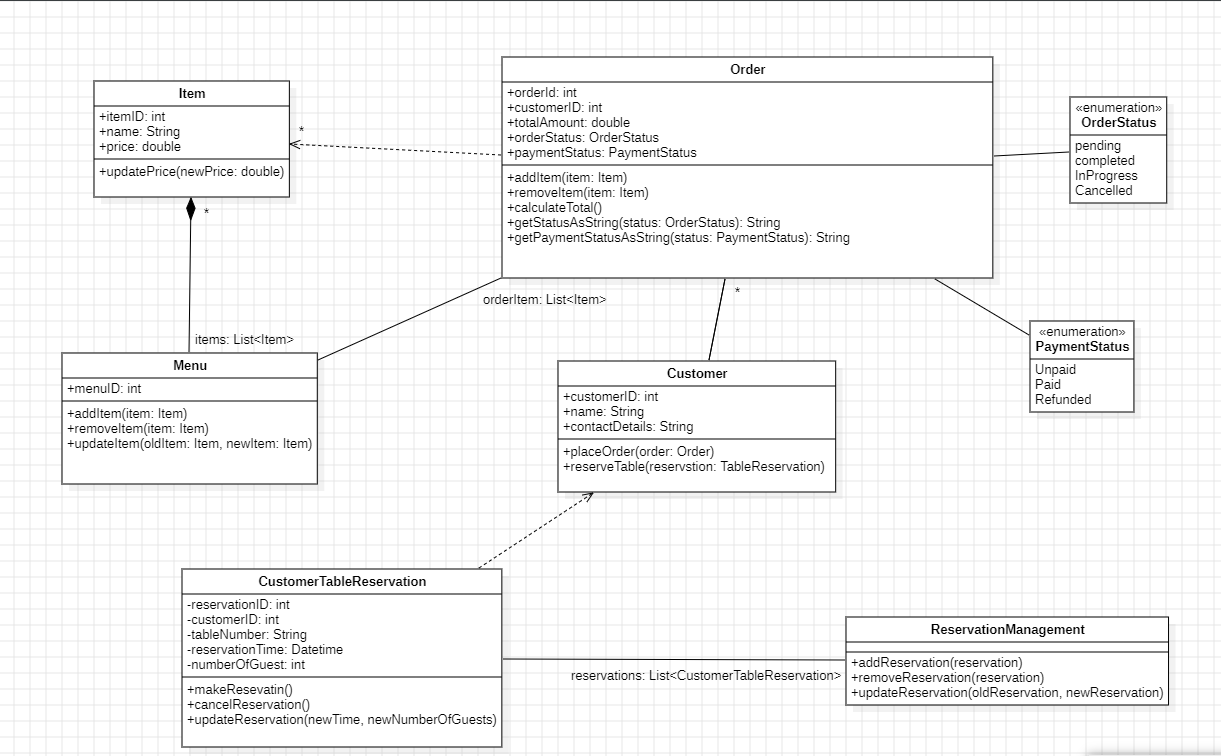 Item
+itemID: int
+name: String
+price: double
+updatePrice(newPrice: double)
*
*
Order
+orderId: int
+customerID: int
+totalAmount: double
+orderStatus: OrderStatus
+paymentStatus: PaymentStatus
+addItem(item: Item)
+removeItem(item: Item)
+calculateTotal()
+getStatusAsString(status: OrderStatus): String
+getPaymentStatusAsString(status: PaymentStatus): String
«enumeration»
OrderStatus
pending
completed
InProgress
Cancelled
orderItem: List<Item>
*
items: List<Item>
«enumeration»
PaymentStatus
Unpaid
Paid
Refunded
Menu
+menuID: int
+addItem(item: Item)
+removeItem(item: Item)
+updateItem(oldItem: Item, newItem: Item)
Customer
+customerID: int
+name: String
+contactDetails: String
+placeOrder(order: Order)
+reserveTable(reservstion: TableReservation)
CustomerTableReservation
-reservationID: int
-customerID: int
-tableNumber: String
-reservationTime: Datetime
-numberOfGuest: int
+makeResevatin()
+cancelReservation()
+updateReservation(newTime, newNumberOfGuests)
reservations: List<CustomerTableReservation>
ReservationManagement
+addReservation(reservation)
+removeReservation(reservation)
+updateReservation(oldReservation, newReservation)